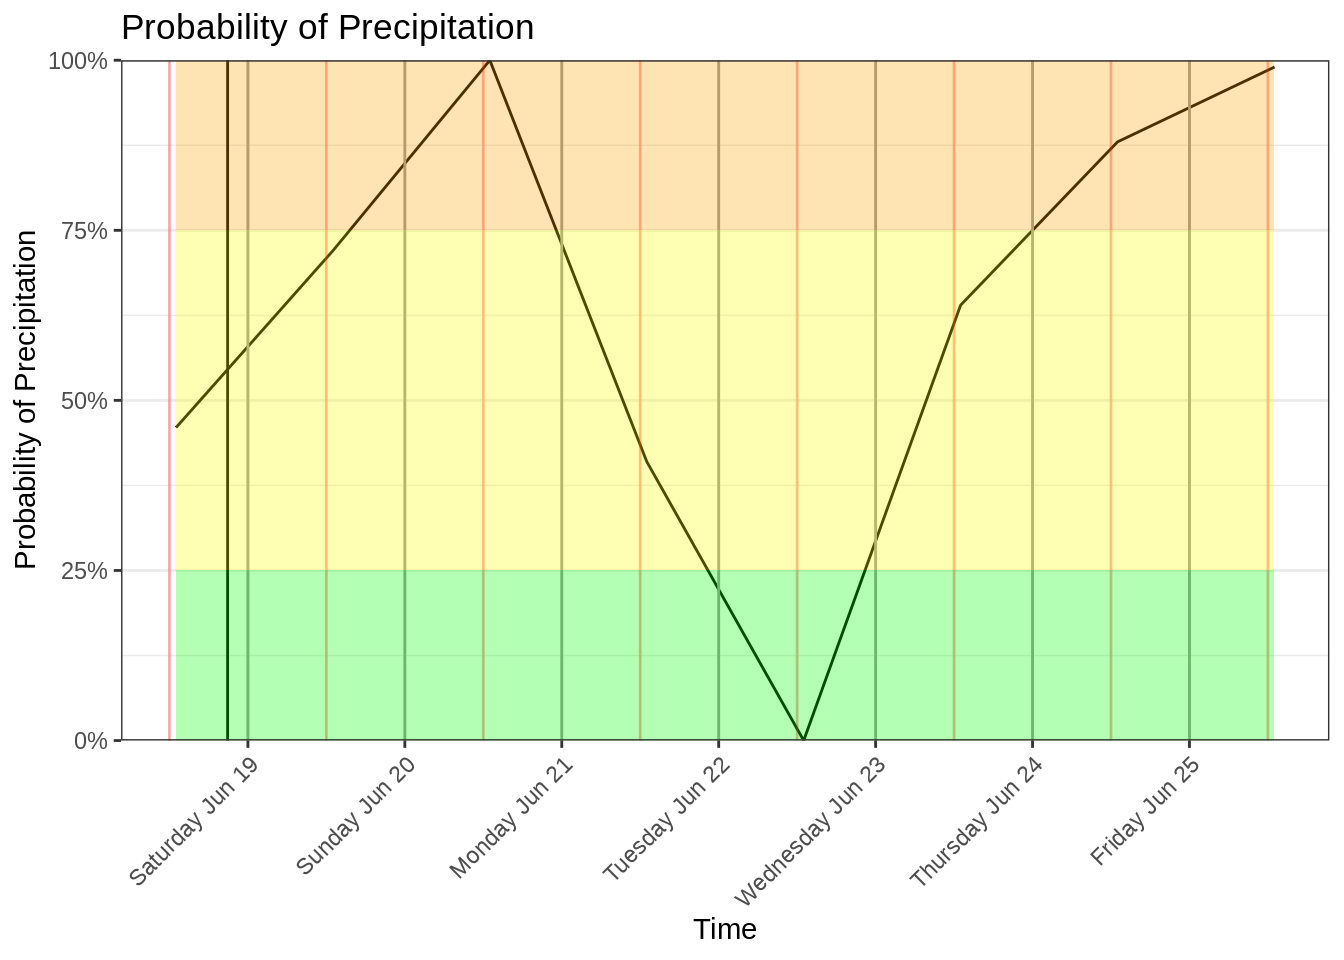 Probability of Precipitation
Probability of Precipitation
100%
75%
50%
25%
0%
Saturday Jun 19
Sunday Jun 20
Monday Jun 21
Tuesday Jun 22
Wednesday Jun 23
Thursday Jun 24
Friday Jun 25
Time